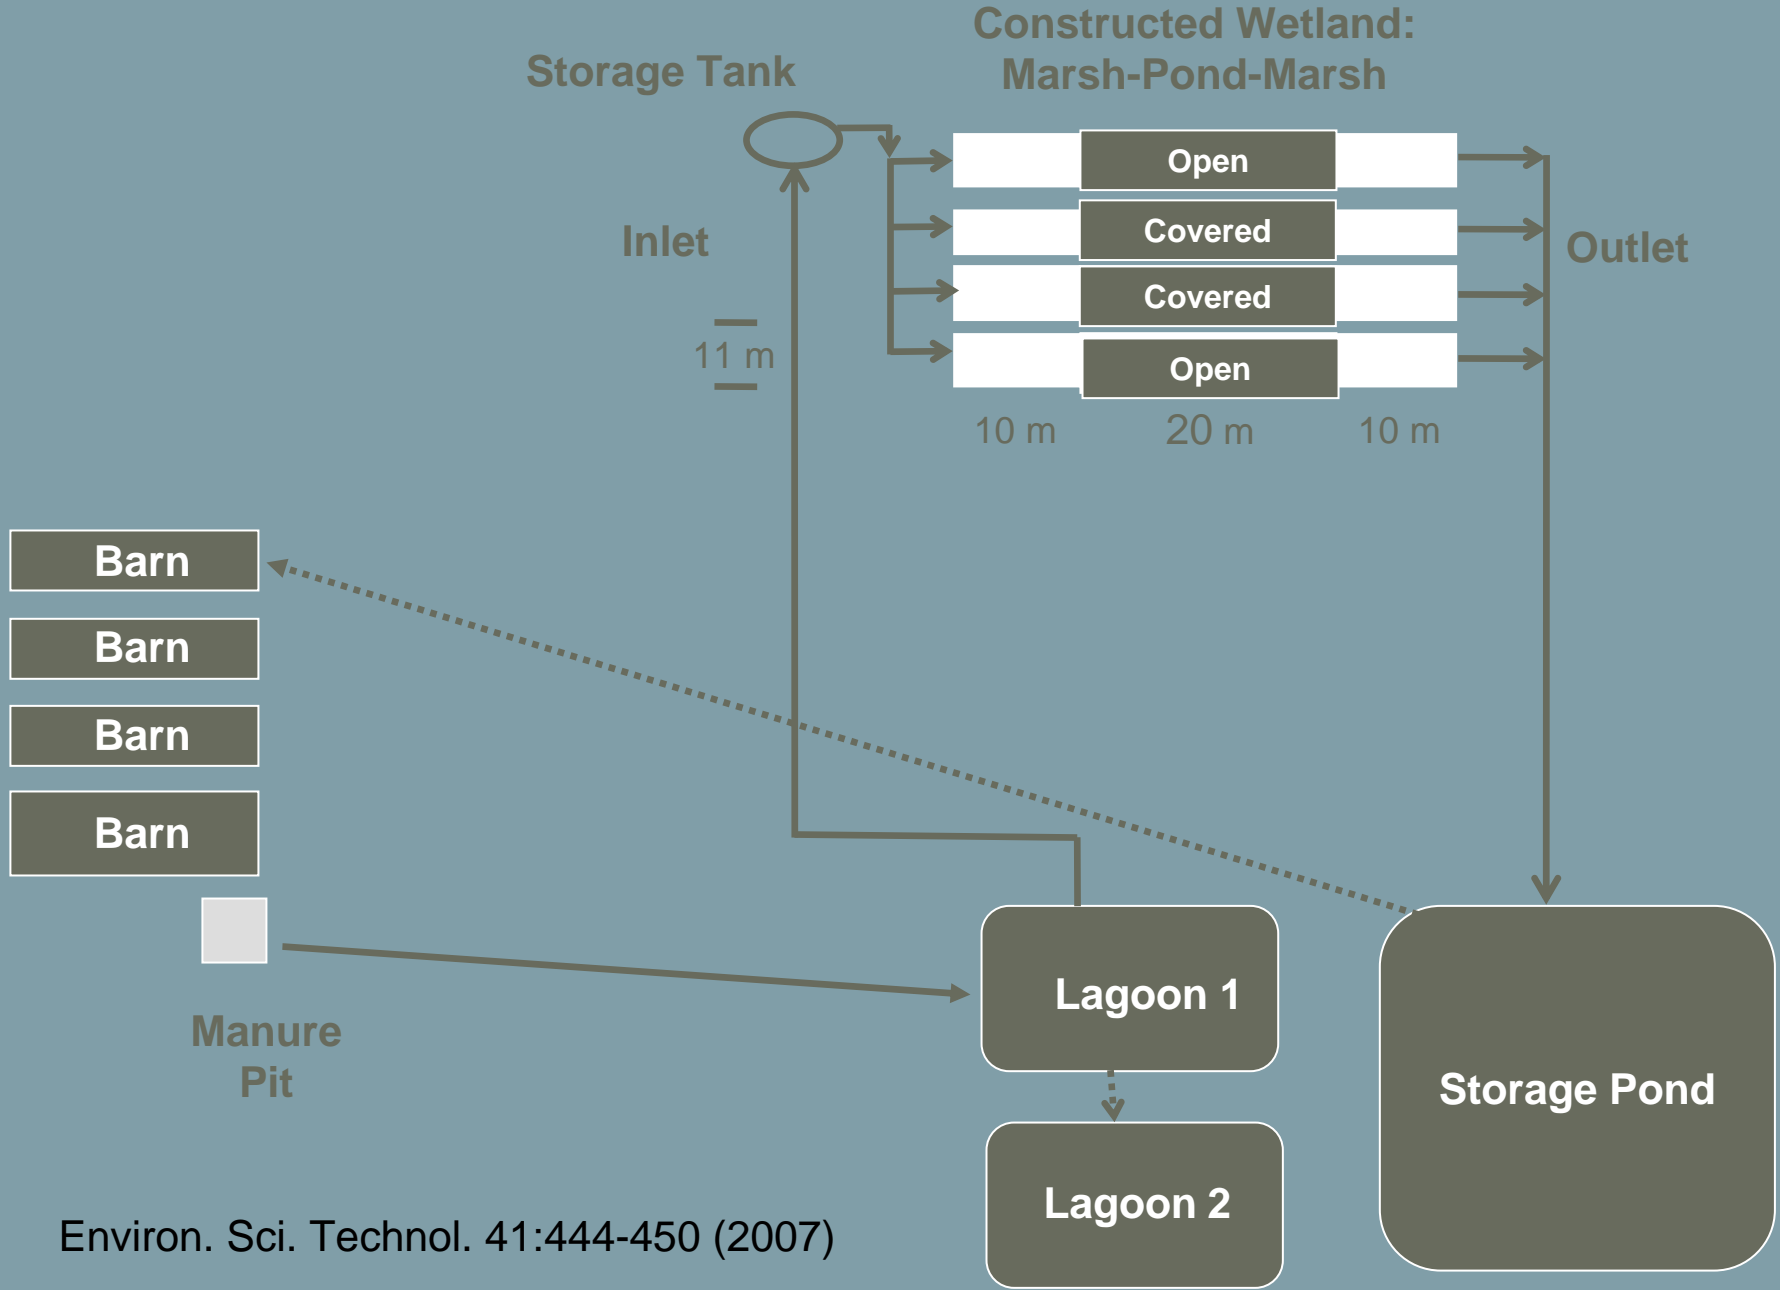 Constructed Wetland:
Marsh-Pond-Marsh
Storage Tank
Open
Covered
Covered
Open
Inlet
Outlet
11 m
10 m
20 m
10 m
Barn
Barn
Barn
Barn
Manure
Pit
Lagoon 1
Storage Pond
Lagoon 2
Environ. Sci. Technol. 41:444-450 (2007)